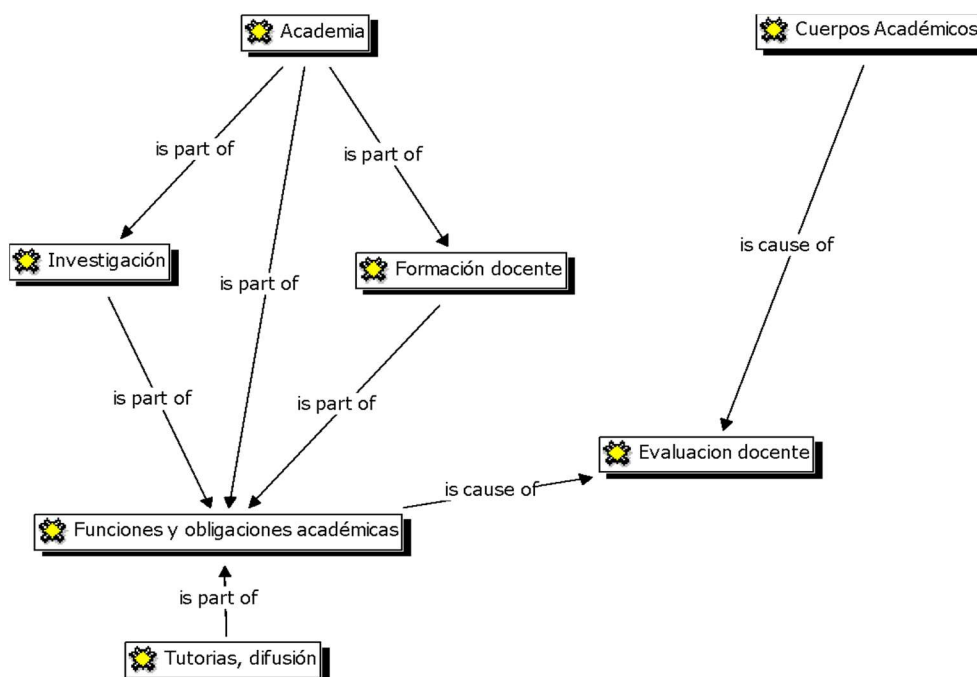 Academia
Cuerpos Académicos
is part of
is part of
is cause of
Investigación
Formación docente
is part of
is part of
is part of
Evaluacion docente
is cause of
Funciones y obligaciones académicas
is part of
Tutorias, difusión